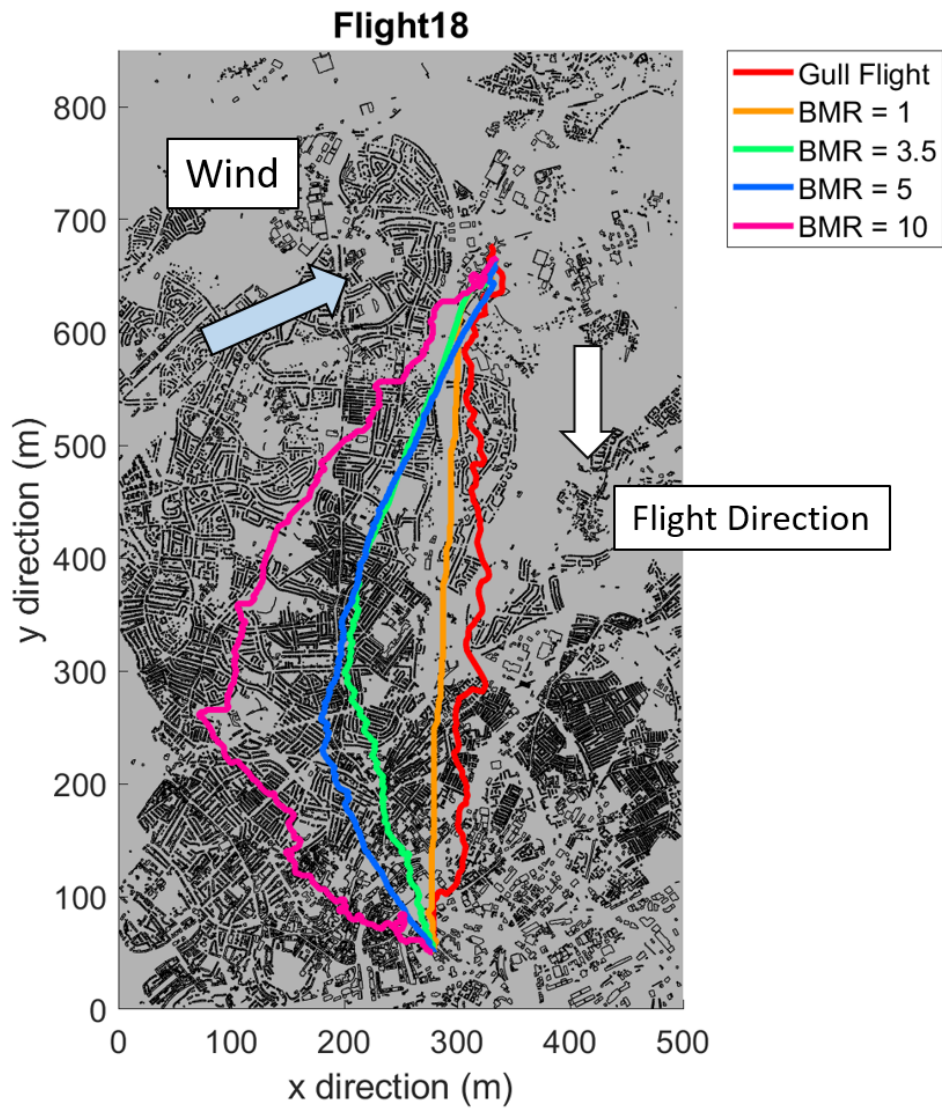 Flight18
Gull Flight
BMR = 1
BMR = 3.5
BMR = 5
BMR = 10
Wind
Flight Direction
y direction (m)
800
700
600
500
400
300
200
100
0
0 100 200 300 400 500
x direction (m)